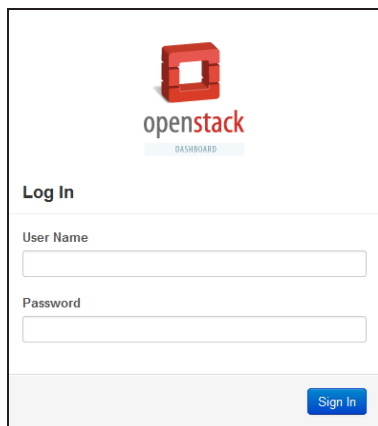 openstack
DASHBOARD
Log In
User Name
Password
Sign In